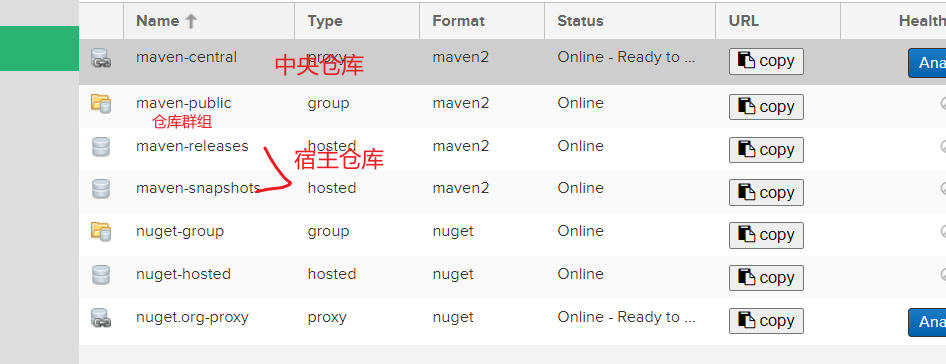 Name Type Format Status URL Health
maven-central proxy maven2 Online - Ready to ... copy Ana
中央仓库
maven-public group maven2 Online copy
仓库群组
maven-releases hosted maven2 Online copy
宿主仓库
maven-snapshots hosted maven2 Online copy
nuget-group group nuget Online copy
nuget-hosted hosted nuget Online copy
nuget.org-proxy proxy nuget Online - Ready to ... copy Ana